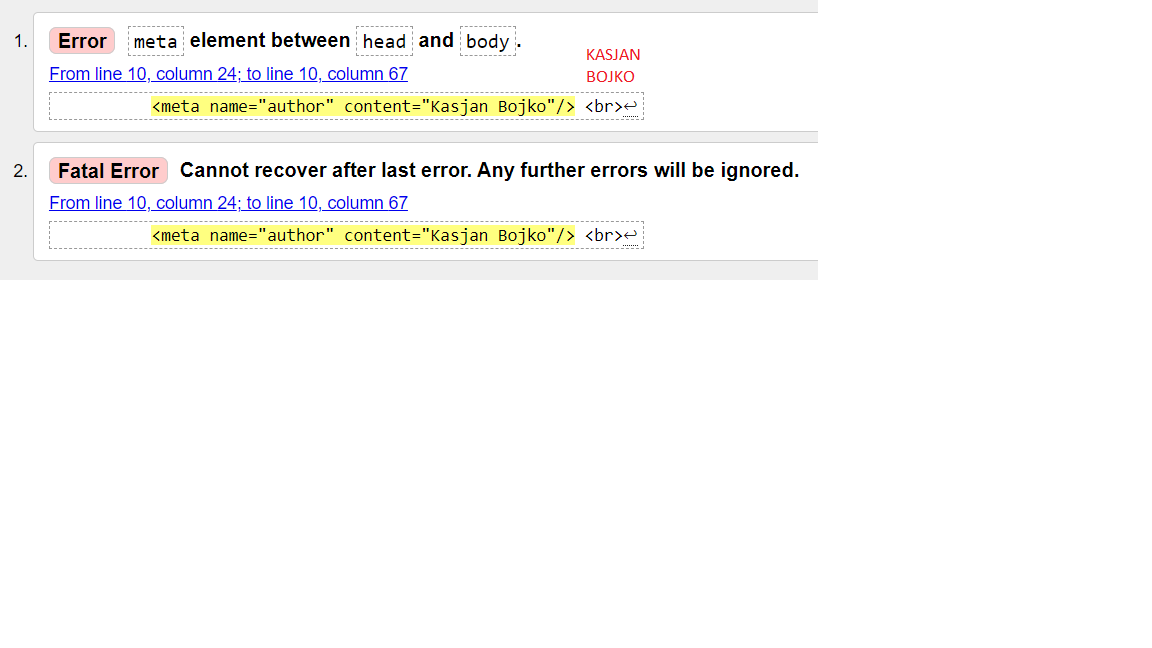 1. Error meta element between head and body.
KASJAN
From line 10, column 24; to line 10, column 67
BOJKO
<meta name="author" content="Kasjan Bojko"/> <br>↩
2. Fatal Error Cannot recover after last error. Any further errors will be ignored.
From line 10, column 24; to line 10, column 67
<meta name="author" content="Kasjan Bojko"/> <br>↩